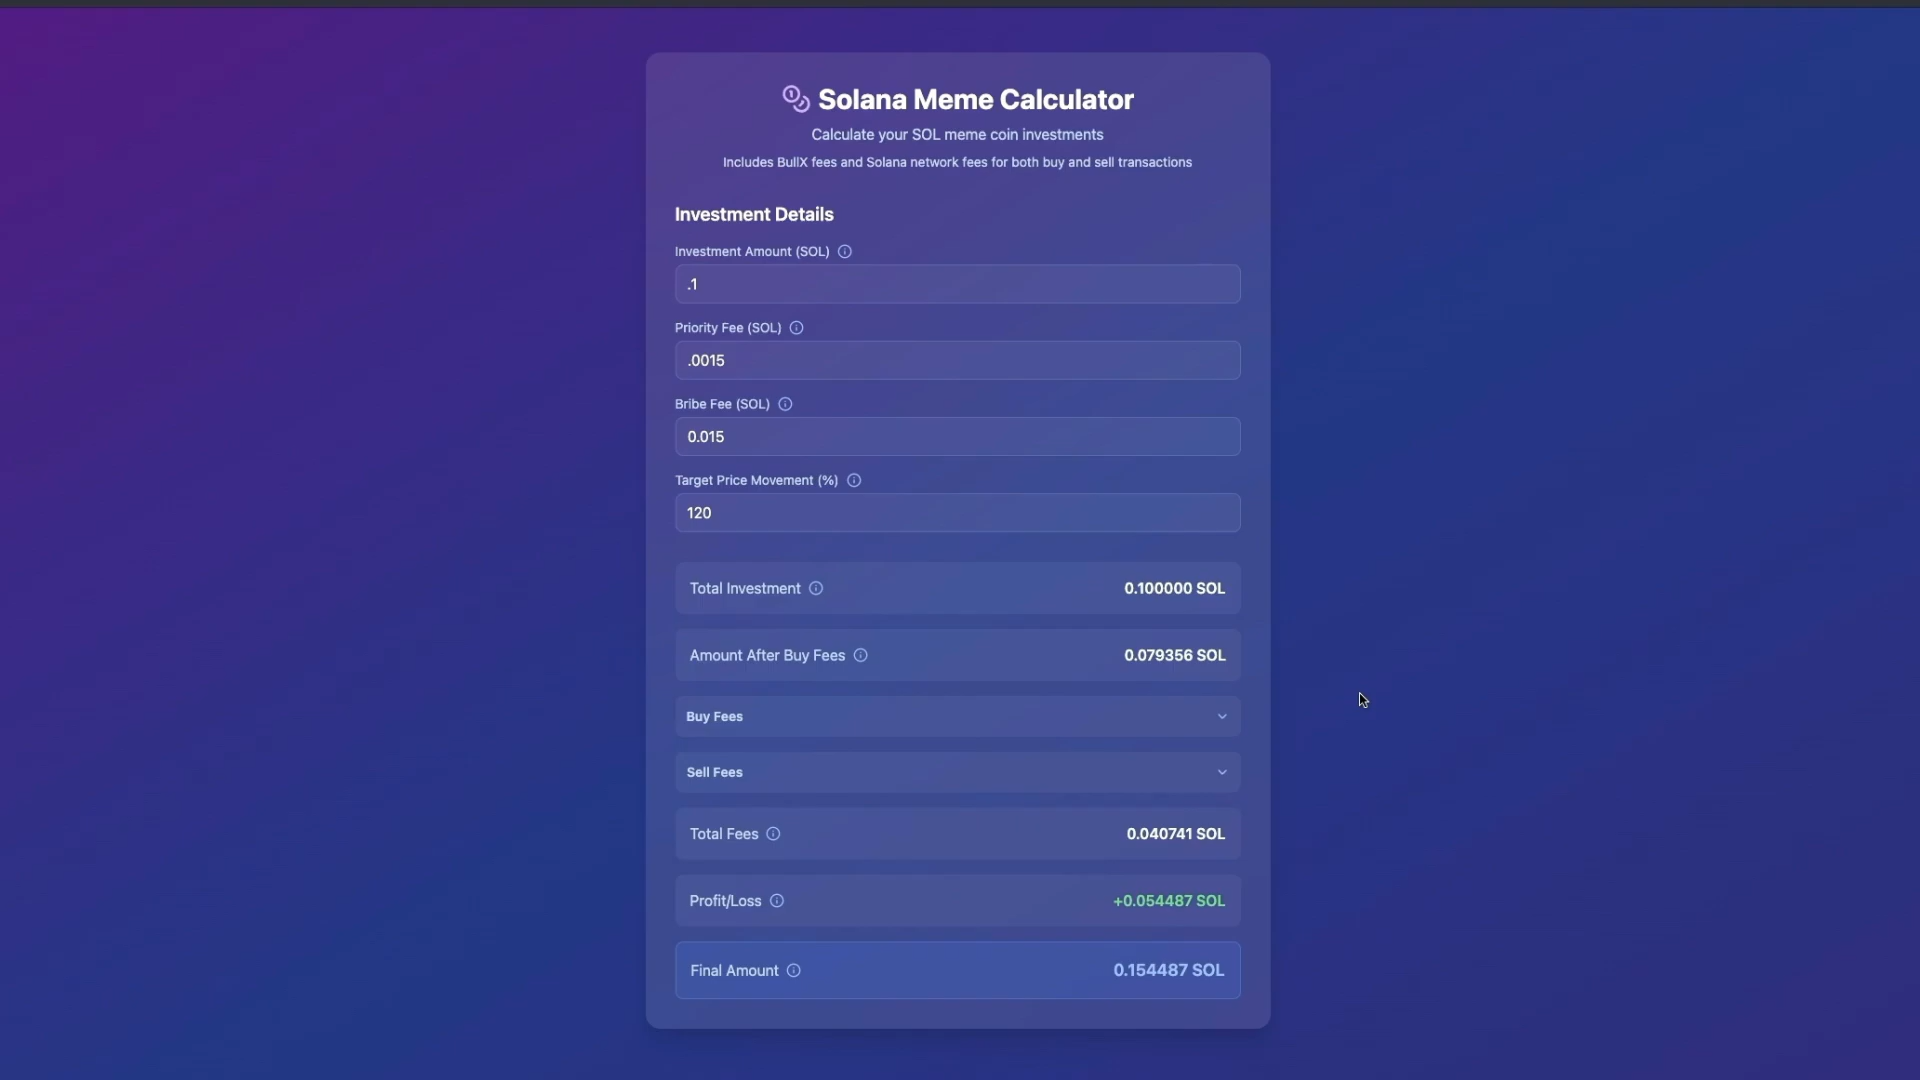 Solana Meme Calculator
Calculate your SOL meme coin investments
Includes BullX fees and Solana network fees for both buy and sell transactions
Investment Details
Investment Amount (SOL)
.1
Priority Fee (SOL)
.0015
Bribe Fee (SOL)
0.015
Target Price Movement (%)
120
Total Investment 0.100000 SOL
Amount After Buy Fees 0.079356 SOL
Buy Fees
Sell Fees
Total Fees 0.040741 SOL
Profit/Loss +0.054487 SOL
Final Amount 0.154487 SOL